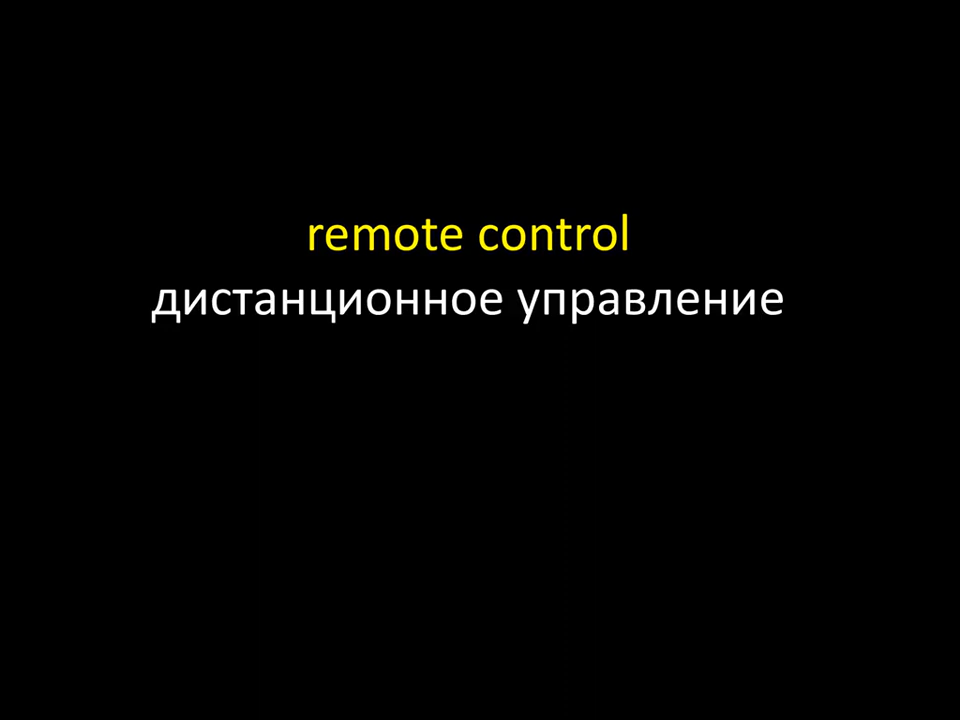 remote control
дистанционное управление